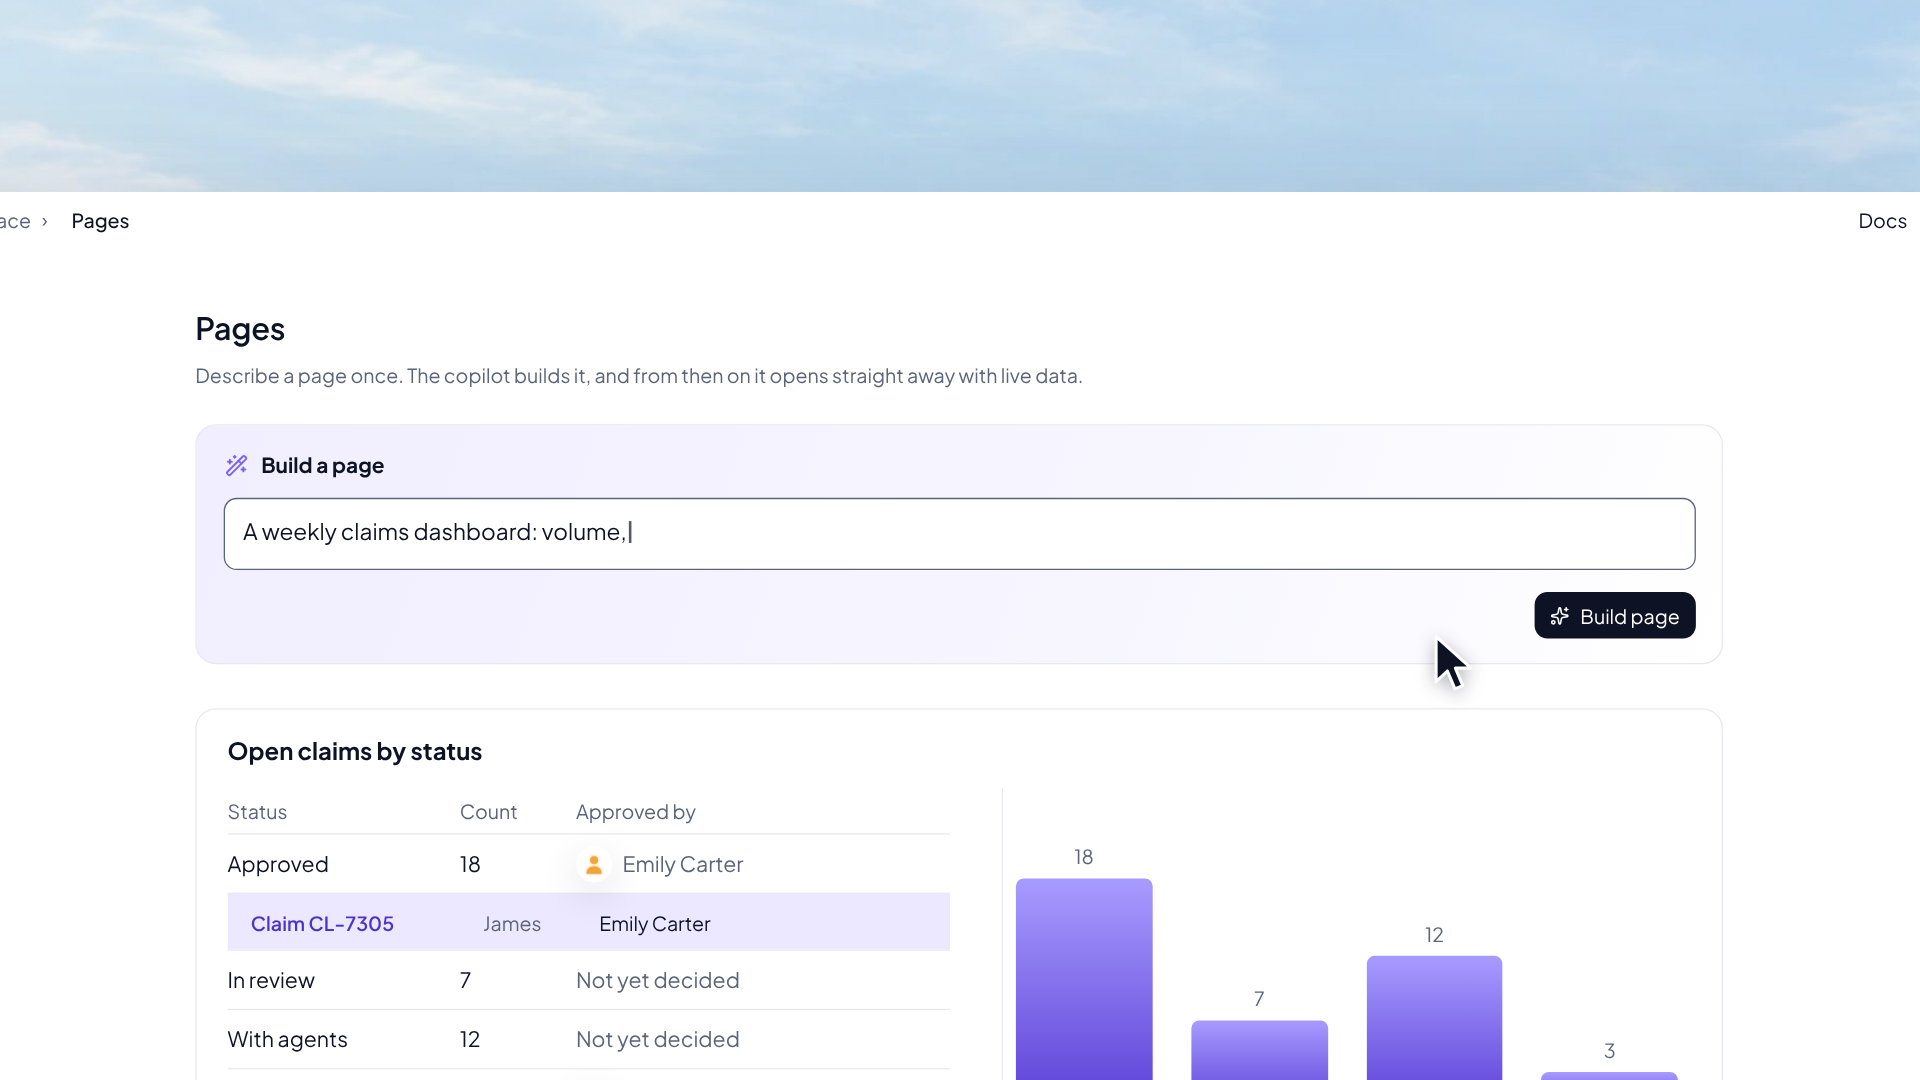 ace › Pages
Docs
Pages
Describe a page once. The copilot builds it, and from then on it opens straight away with live data.
Build a page
A weekly claims dashboard: volume,
Build page
Open claims by status
Status Count Approved by
Approved 18 Emily Carter
Claim CL-7305 James Emily Carter
In review 7 Not yet decided
With agents 12 Not yet decided
18
7
12
3